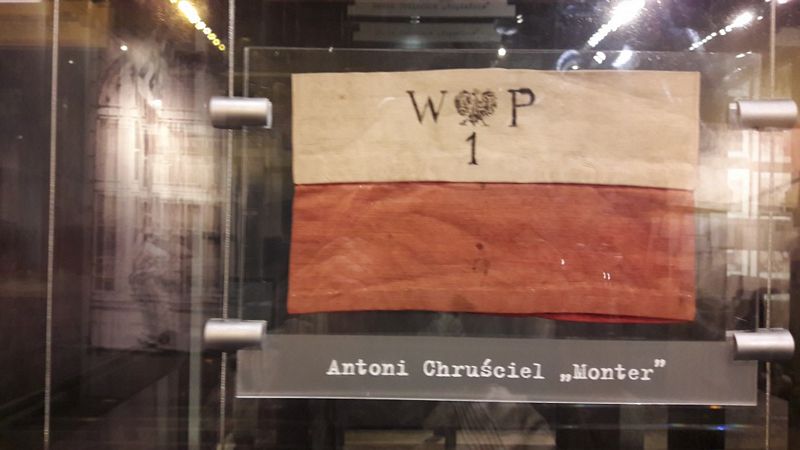 W P
1
Antoni Chruściel „Monter”